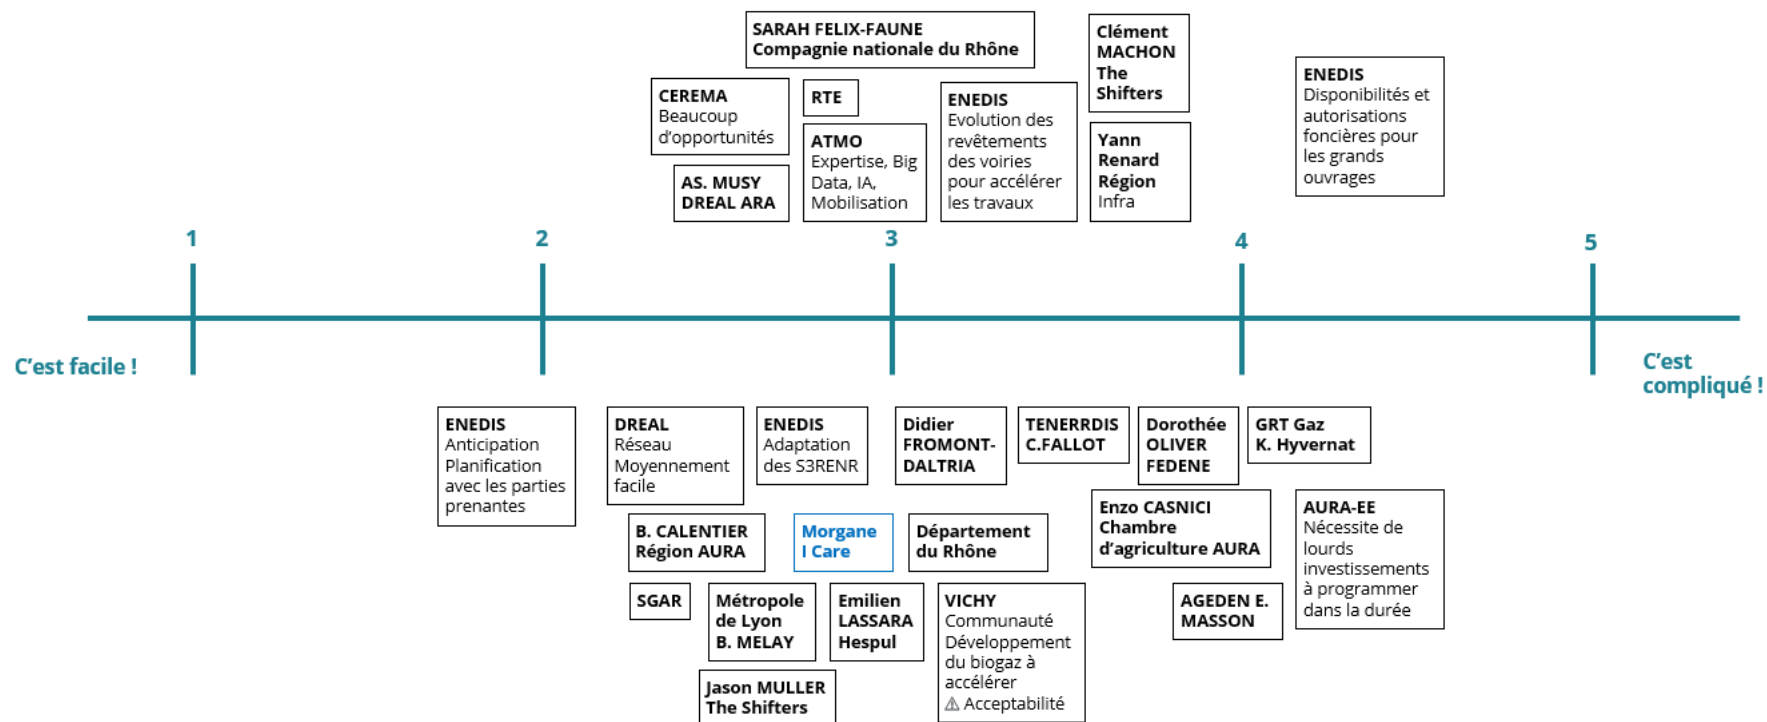 SARAH FELIX-FAUNE
Compagnie nationale du Rhône
Clément
MACHON
The
Shifters
CEREMA
Beaucoup
d'opportunités
RTE
ENEDIS
Evolution des
revêtements
des voiries
pour accélérer
les travaux
ENEDIS
Disponibilités et
autorisations
foncières pour
les grands
ouvrages
AS. MUSY
DREAL ARA
ATMO
Expertise, Big
Data, IA,
Mobilisation
Yann
Renard
Région
Infra
1
2
3
4
5
C'est facile !
C'est
compliqué !
ENEDIS
Anticipation
Planification
avec les parties
prenantes
DREAL
Réseau
Moyennement
facile
ENEDIS
Adaptation
des S3RENR
Didier
FROMONT-
DALTRIA
TENERRDIS
C.FALLOT
Dorothée
OLIVER
FEDENE
GRT Gaz
K. Hyvernat
B. CALENTIER
Région AURA
Morgane
I Care
Département
du Rhône
Enzo CASNICI
Chambre
d'agriculture AURA
AURA-EE
Nécessite de
lourds
investissements
à programmer
dans la durée
SGAR
Métropole
de Lyon
B. MELAY
Emilien
LASSARA
Hespul
VICHY
Communauté
Développement
du biogaz à
accélérer
⚠ Acceptabilité
AGEDEN E.
MASSON
Jason MULLER
The Shifters